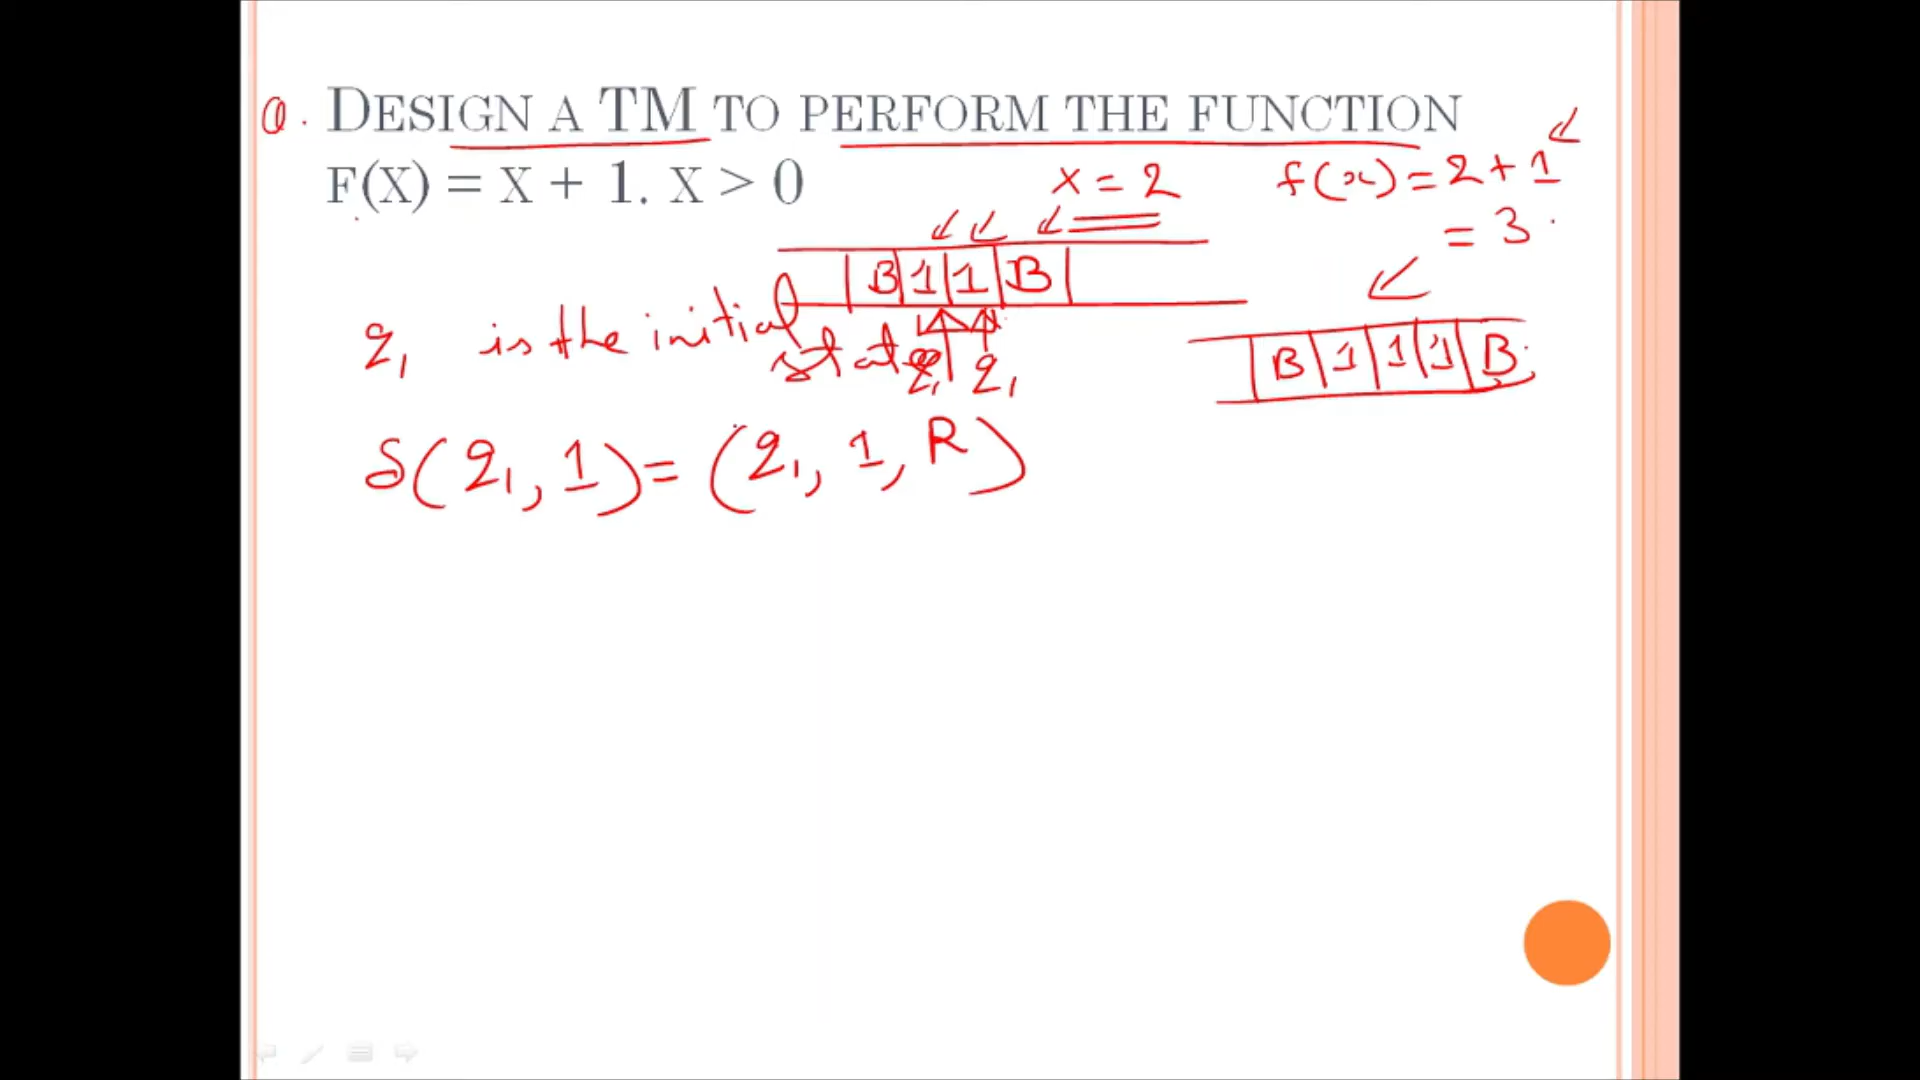 Q. DESIGN A TM TO PERFORM THE FUNCTION
F(X) = X + 1. X > 0
x = 2
f(x) = 2 + 1
= 3
B 1 1 B
q₁ is the initial state
q₁ q₁
B 1 1 1 B
δ(q₁, 1) = (q₁, 1, R)